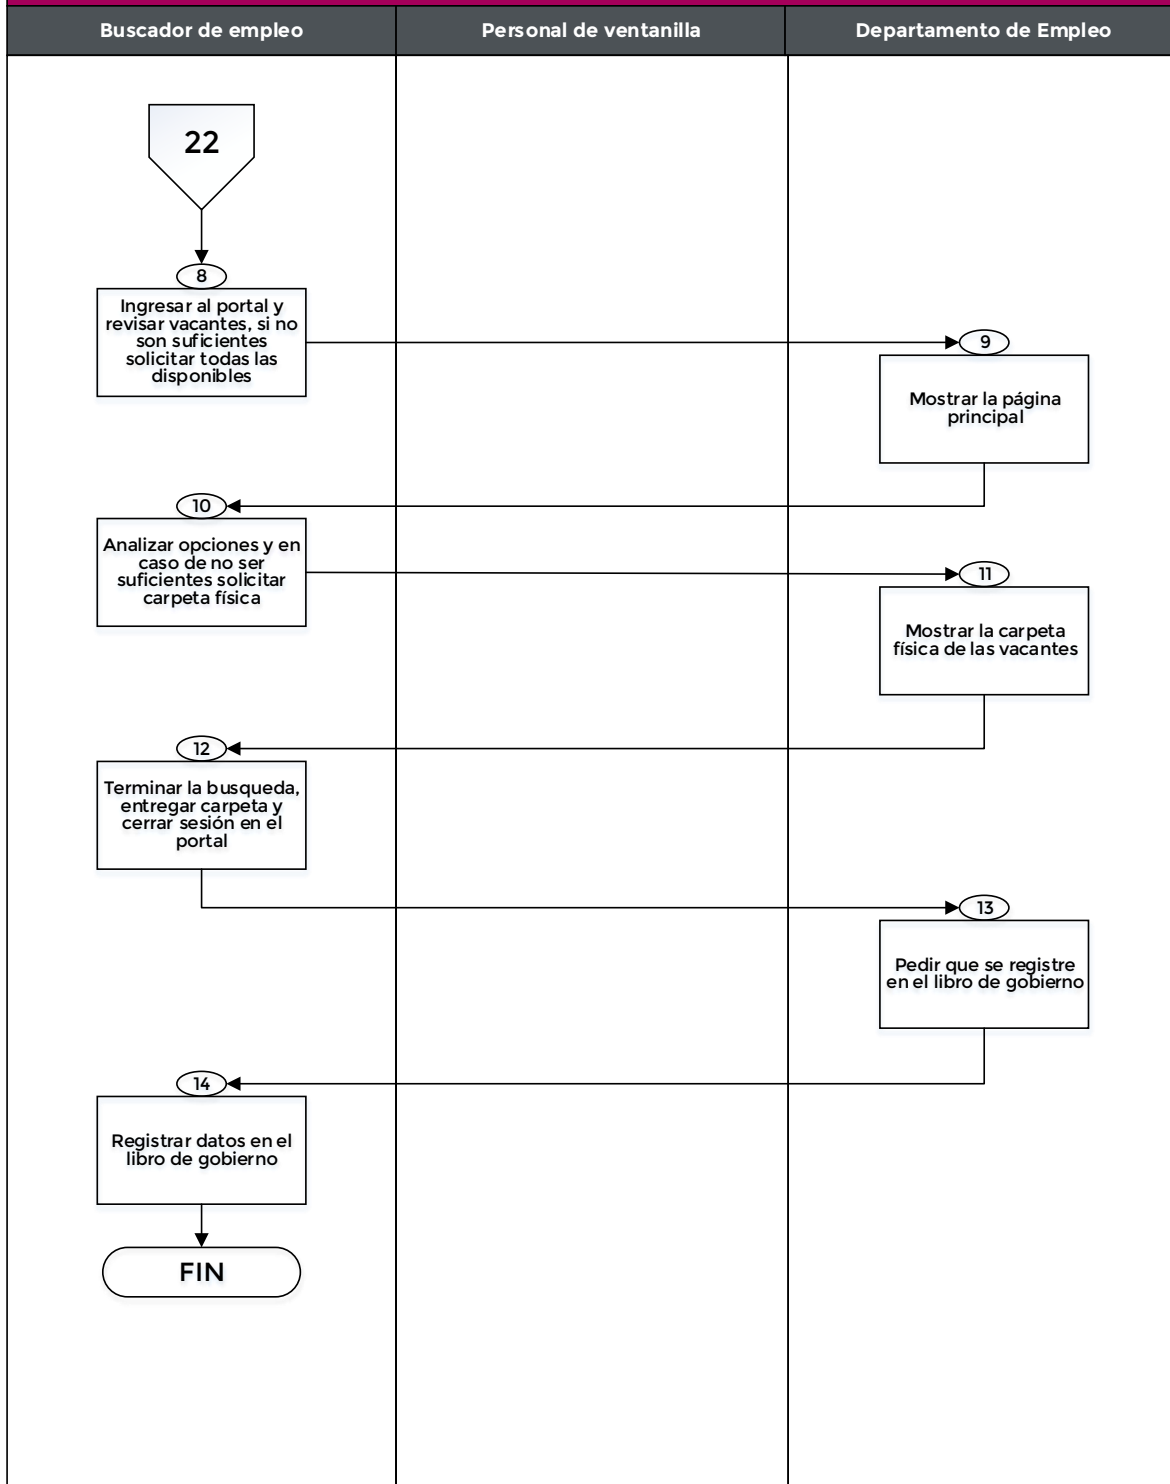 Buscador de empleo
Personal de ventanilla
Departamento de Empleo
22
8
Ingresar al portal y
revisar vacantes, si no
son suficientes
solicitar todas las
disponibles
9
Mostrar la página
principal
10
Analizar opciones y en
caso de no ser
suficientes solicitar
carpeta física
11
Mostrar la carpeta
física de las vacantes
12
Terminar la busqueda,
entregar carpeta y
cerrar sesión en el
portal
13
Pedir que se registre
en el libro de gobierno
14
Registrar datos en el
libro de gobierno
FIN